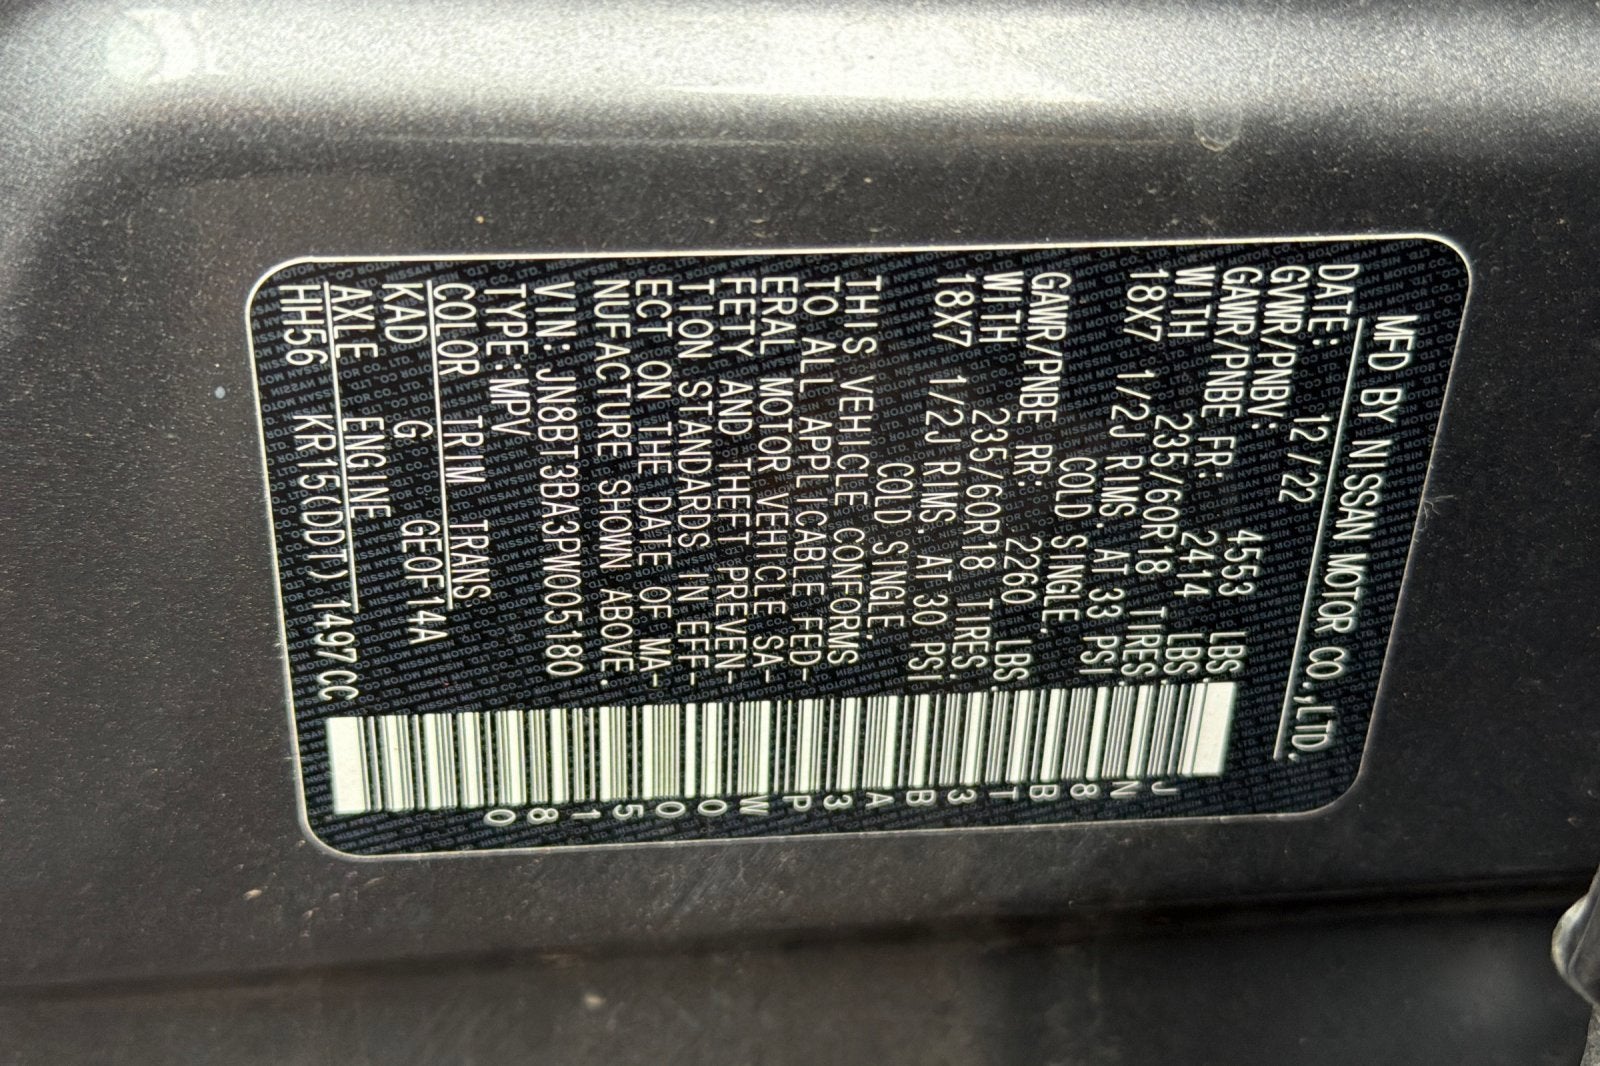 MFD BY NISSAN MOTOR CO.,LTD.
DATE: 12/22
GVWR/PNBV: 4553 LBS.
GAWR/PNBE FR: 2414 LBS.
WITH 235/60R18 TIRES.
18X7 1/2J RIMS, AT 33 PSI
COLD SINGLE.
GAWR/PNBE RR: 2260 LBS.
WITH 235/60R18 TIRES.
18X7 1/2J RIMS, AT 30 PSI
COLD SINGLE.
THIS VEHICLE CONFORMS
TO ALL APPLICABLE FED-
ERAL MOTOR VEHICLE SA-
FETY AND THEFT PREVEN-
TION STANDARDS IN EFF-
ECT ON THE DATE OF MA-
NUFACTURE SHOWN ABOVE.
VIN: JN8BT3BA3PW005180
TYPE:MPV
COLOR TRIM TRANS
KAD G GE0F14A
AXLE ENGINE
HH56 KR15(DDT) 1497CC
JN8BT3BA3PW005180